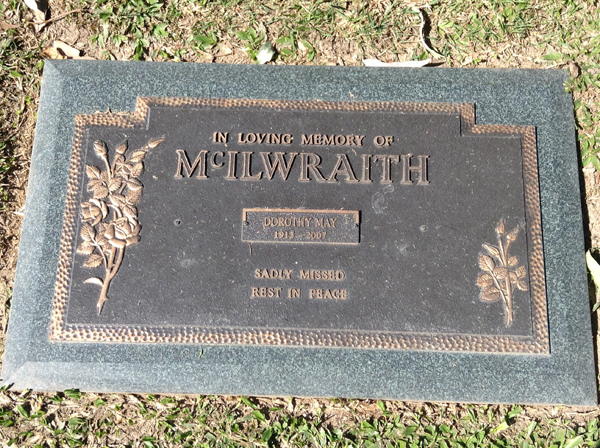 IN LOVING MEMORY OF
McILWRAITH
DOROTHY MAY
1913 - 2007
SADLY MISSED
REST IN PEACE